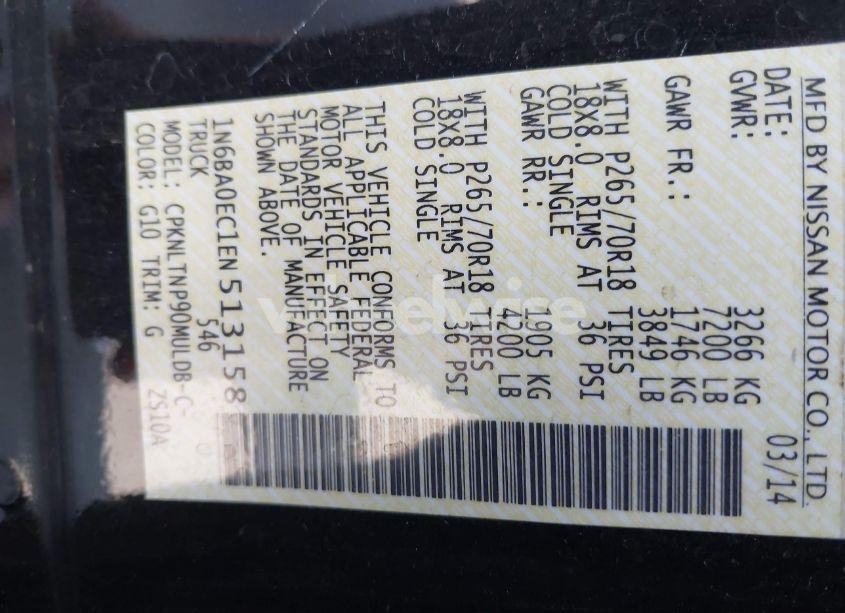 MFD BY NISSAN MOTOR CO., LTD.
DATE: 03/14
GVWR: 3266 KG
7200 LB
GAWR FR.: 1746 KG
3849 LB
WITH P265/70R18 TIRES
18X8.0 RIMS AT 36 PSI
COLD SINGLE
GAWR RR.: 1905 KG
4200 LB
WITH P265/70R18 TIRES
18X8.0 RIMS AT 36 PSI
COLD SINGLE
THIS VEHICLE CONFORMS TO
ALL APPLICABLE FEDERAL
MOTOR VEHICLE SAFETY
STANDARDS IN EFFECT ON
THE DATE OF MANUFACTURE
SHOWN ABOVE.
1N6BA0EC1EN513158
TRUCK 546
MODEL: CPKNLTNP90MULDB-C-
COLOR: G10 TRIM: G ZS10A